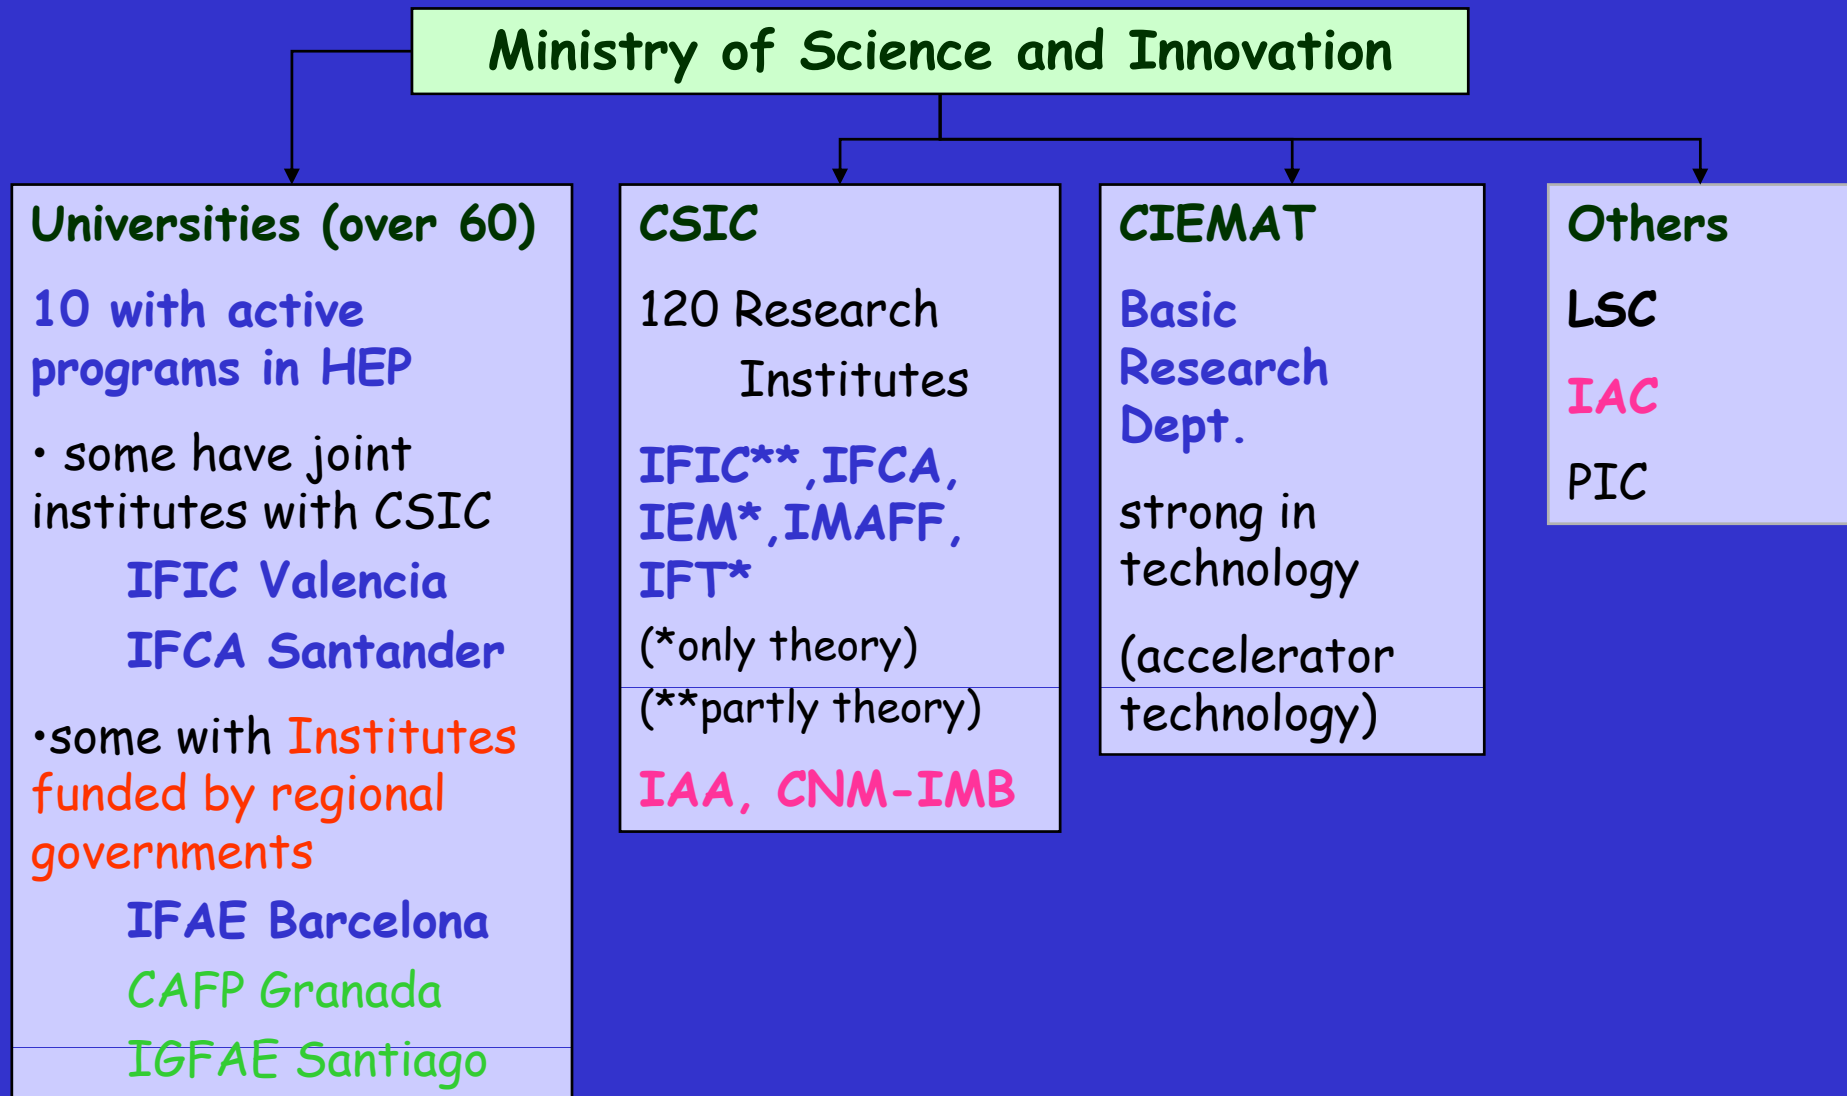 Ministry of Science and Innovation
Universities (over 60)
10 with active
programs in HEP
• some have joint
institutes with CSIC
IFIC Valencia
IFCA Santander
•some with Institutes
funded by regional
governments
IFAE Barcelona
CAFP Granada
IGFAE Santiago
CSIC
120 Research
Institutes
IFIC**,IFCA,
IEM*,IMAFF,
IFT*
(*only theory)
(**partly theory)
IAA, CNM-IMB
CIEMAT
Basic
Research
Dept.
strong in
technology
(accelerator
technology)
Others
LSC
IAC
PIC